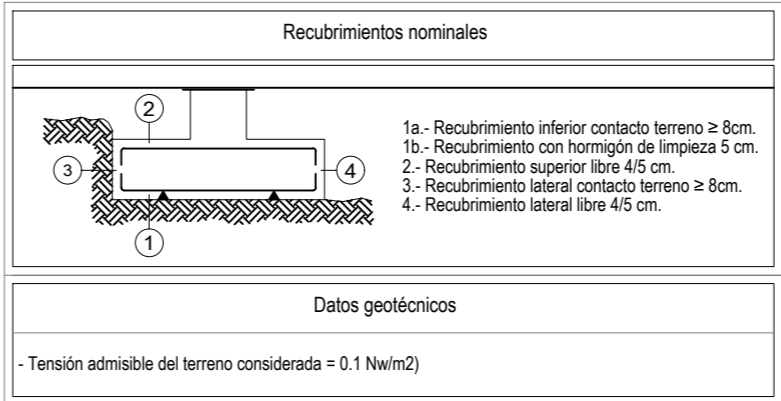 Recubrimientos nominales
2
3
4
1
1a.- Recubrimiento inferior contacto terreno ≥ 8cm.
1b.- Recubrimiento con hormigón de limpieza 5 cm.
2.- Recubrimiento superior libre 4/5 cm.
3.- Recubrimiento lateral contacto terreno ≥ 8cm.
4.- Recubrimiento lateral libre 4/5 cm.
Datos geotécnicos
- Tensión admisible del terreno considerada = 0.1 Nw/m2)